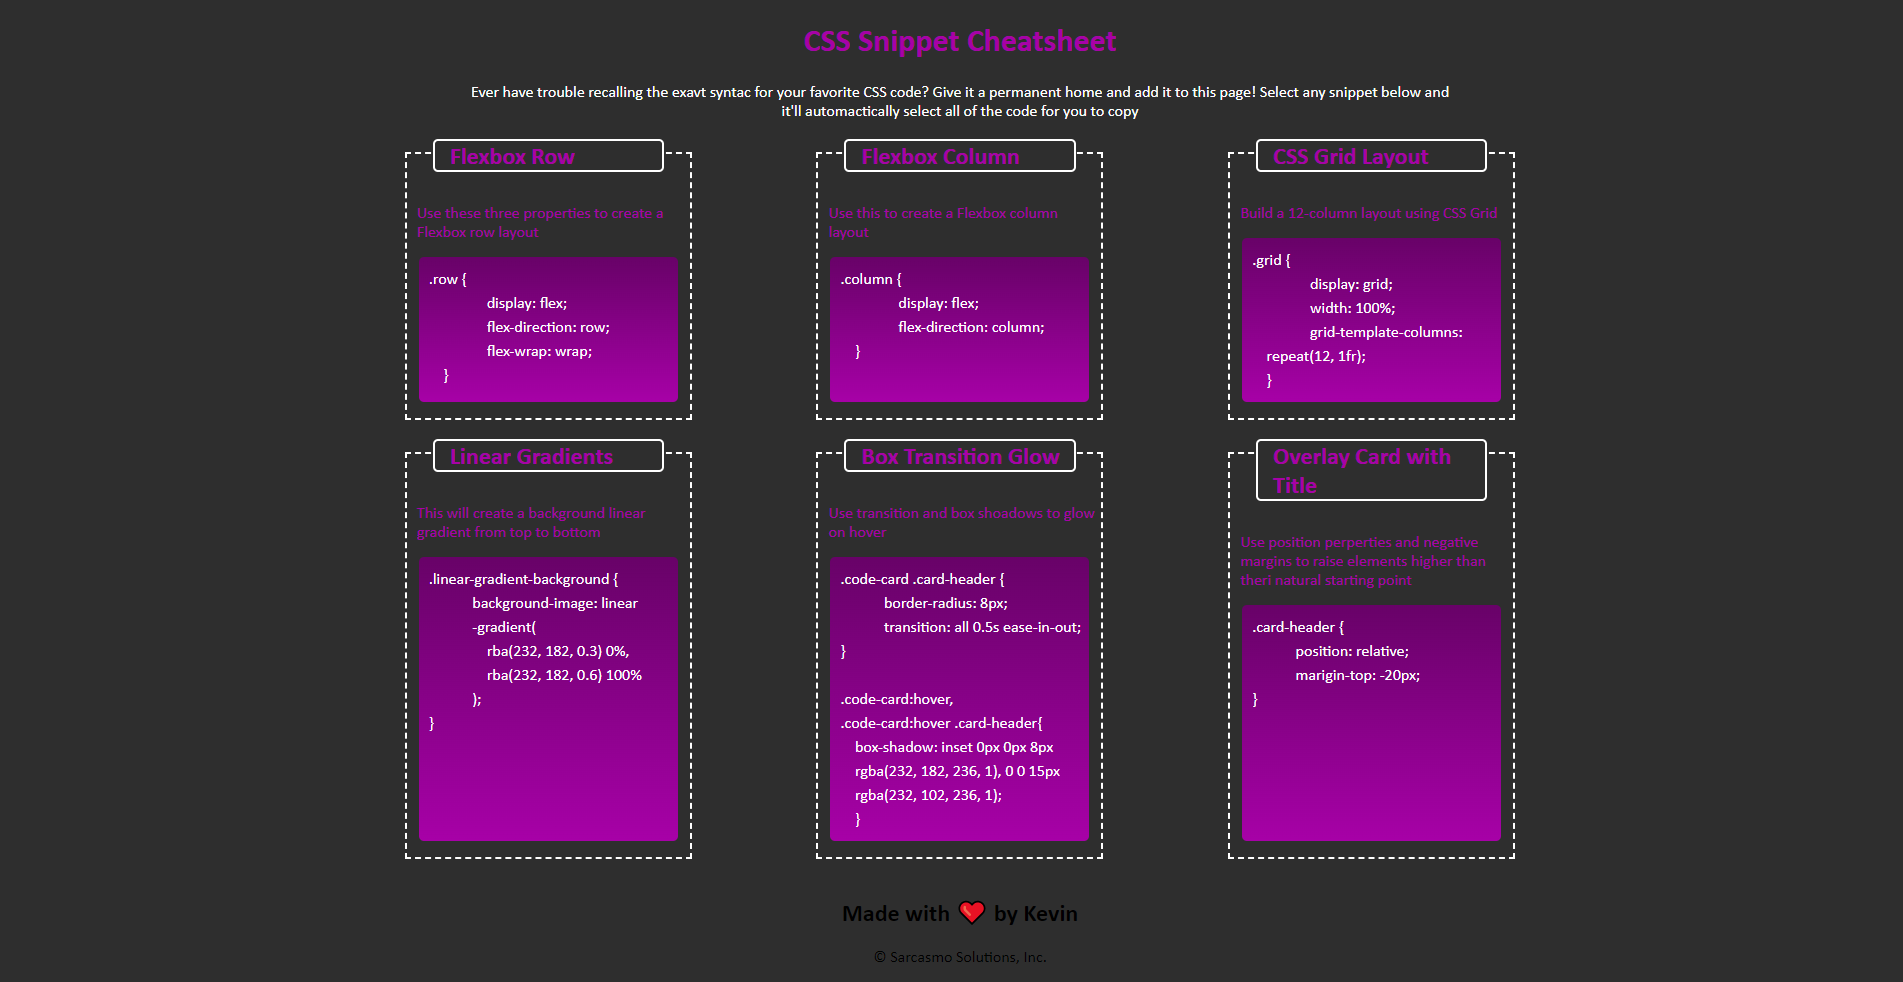 CSS Snippet Cheatsheet
Ever have trouble recalling the exavt syntac for your favorite CSS code? Give it a permanent home and add it to this page! Select any snippet below and
it'll automactically select all of the code for you to copy
Flexbox Row
Use these three properties to create a
Flexbox row layout
.row {
display: flex;
flex-direction: row;
flex-wrap: wrap;
}
Flexbox Column
Use this to create a Flexbox column
layout
.column {
display: flex;
flex-direction: column;
}
CSS Grid Layout
Build a 12-column layout using CSS Grid
.grid {
display: grid;
width: 100%;
grid-template-columns:
repeat(12, 1fr);
}
Linear Gradients
This will create a background linear
gradient from top to bottom
.linear-gradient-background {
background-image: linear
-gradient(
rba(232, 182, 0.3) 0%,
rba(232, 182, 0.6) 100%
);
}
Box Transition Glow
Use transition and box shoadows to glow
on hover
.code-card .card-header {
border-radius: 8px;
transition: all 0.5s ease-in-out;
}
.code-card:hover,
.code-card:hover .card-header{
box-shadow: inset 0px 0px 8px
rgba(232, 182, 236, 1), 0 0 15px
rgba(232, 102, 236, 1);
}
Overlay Card with
Title
Use position perperties and negative
margins to raise elements higher than
theri natural starting point
.card-header {
position: relative;
marigin-top: -20px;
}
Made with ❤ by Kevin
© Sarcasmo Solutions, Inc.